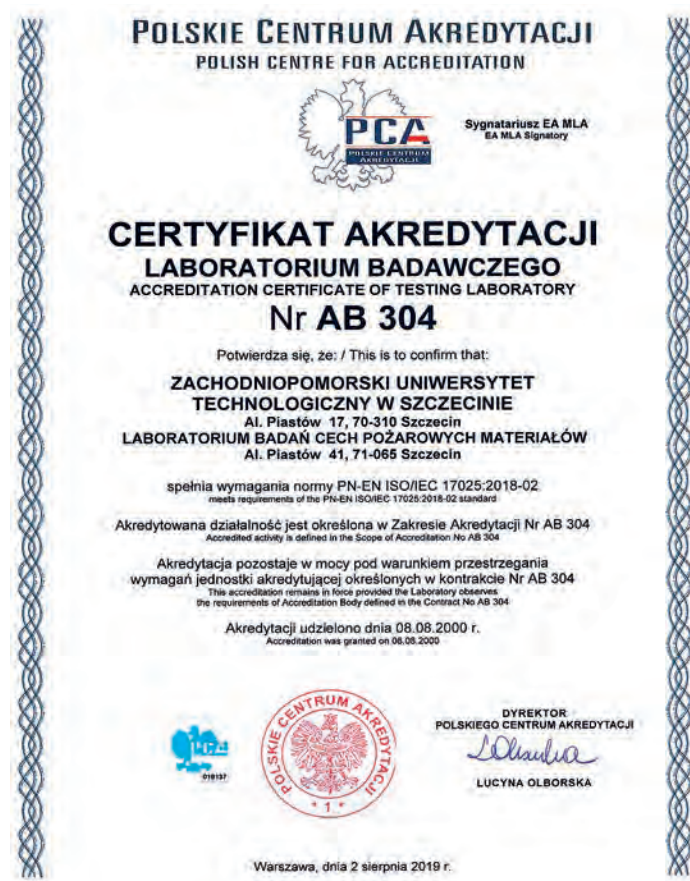 POLSKIE CENTRUM AKREDYTACJI
POLISH CENTRE FOR ACCREDITATION
PCA
POLSKIE CENTRUM
AKREDYTACJI
Sygnatariusz EA MLA
EA MLA Signatory
CERTYFIKAT AKREDYTACJI
LABORATORIUM BADAWCZEGO
ACCREDITATION CERTIFICATE OF TESTING LABORATORY
Nr AB 304
Potwierdza się, że: / This is to confirm that:
ZACHODNIOPOMORSKI UNIWERSYTET
TECHNOLOGICZNY W SZCZECINIE
Al. Piastów 17, 70-310 Szczecin
LABORATORIUM BADAŃ CECH POŻAROWYCH MATERIAŁÓW
Al. Piastów 41, 71-065 Szczecin
spełnia wymagania normy PN-EN ISO/IEC 17025:2018-02
meets requirements of the PN-EN ISO/IEC 17025:2018-02 standard
Akredytowana działalność jest określona w Zakresie Akredytacji Nr AB 304
Accredited activity is defined in the Scope of Accreditation No AB 304
Akredytacja pozostaje w mocy pod warunkiem przestrzegania
wymagań jednostki akredytującej określonych w kontrakcie Nr AB 304
This accreditation remains in force provided the Laboratory observes
the requirements of Accreditation Body defined in the Contract No AB 304
Akredytacji udzielono dnia 08.08.2000 r.
Accreditation was granted on 08.08.2000
PCA
POLSKIE CENTRUM AKREDYTACJI
* 1 *
DYREKTOR
POLSKIEGO CENTRUM AKREDYTACJI
LUCYNA OLBORSKA
Warszawa, dnia 2 sierpnia 2019 r.